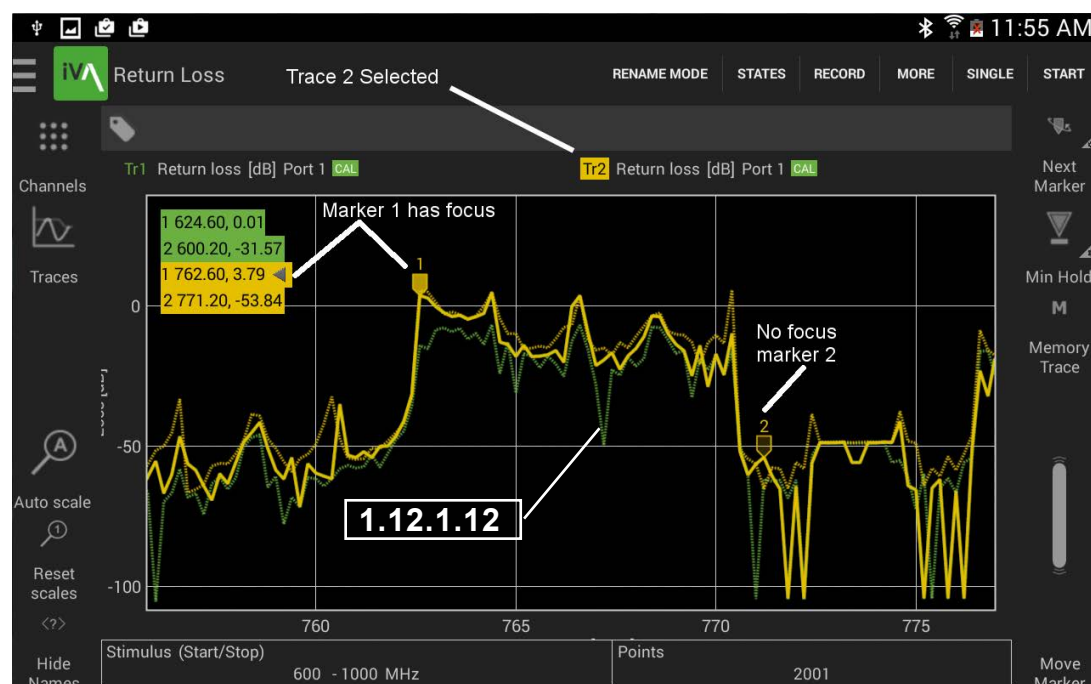 11:55 AM
iVA Return Loss Trace 2 Selected RENAME MODE STATES RECORD MORE SINGLE START
Tr1 Return loss [dB] Port 1 CAL Tr2 Return loss [dB] Port 1 CAL
Channels
Next
Marker
Marker 1 has focus
1 624.60, 0.01
2 600.20, -31.57
1 762.60, 3.79
2 771.20, -53.84
1
Traces
Min Hold
0
M
No focus
marker 2
Memory
Trace
2
A
-50
Auto scale
1.12.1.12
1
Reset
scales
-100
<?>
760 765 770 775
Stimulus (Start/Stop) Points
Hide
600 - 1000 MHz 2001
Move